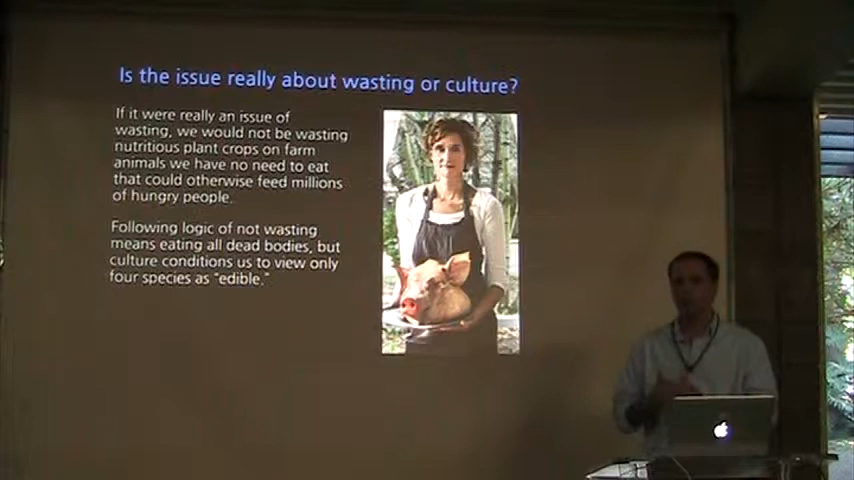 Is the issue really about wasting or culture?
If it were really an issue of
wasting, we would not be wasting
nutritious plant crops on farm
animals we have no need to eat
that could otherwise feed millions
of hungry people.
Following logic of not wasting
means eating all dead bodies, but
culture conditions us to view only
four species as "edible."